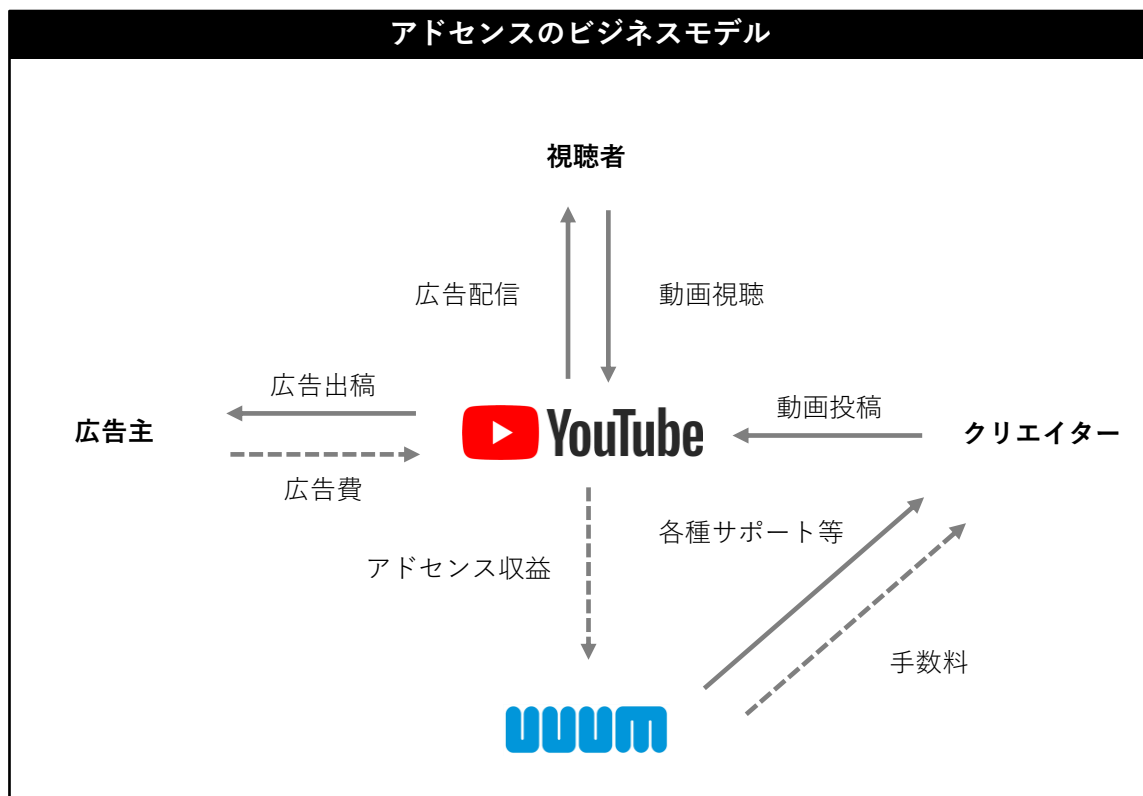 アドセンスのビジネスモデル
視聴者
広告配信
動画視聴
広告出稿
動画投稿
広告主
YouTube
クリエイター
広告費
各種サポート等
アドセンス収益
手数料
UUUM